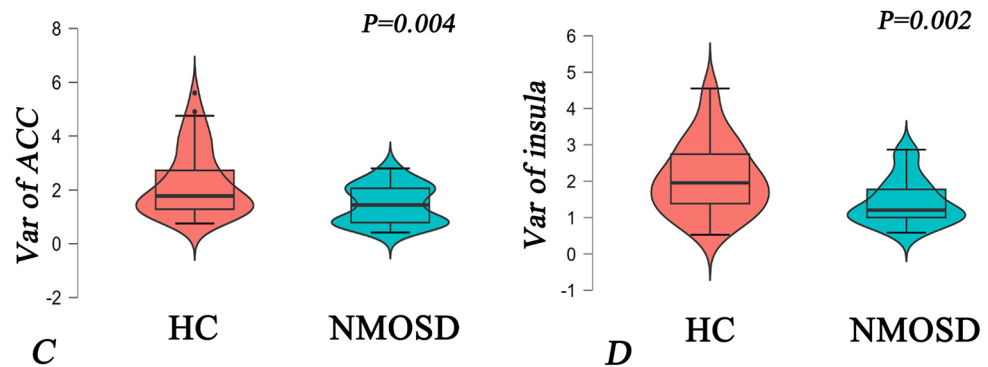 P=0.004
Var of ACC
8
6
4
2
0
-2
HC NMOSD
C
P=0.002
Var of insula
6
5
4
3
2
1
0
-1
HC NMOSD
D